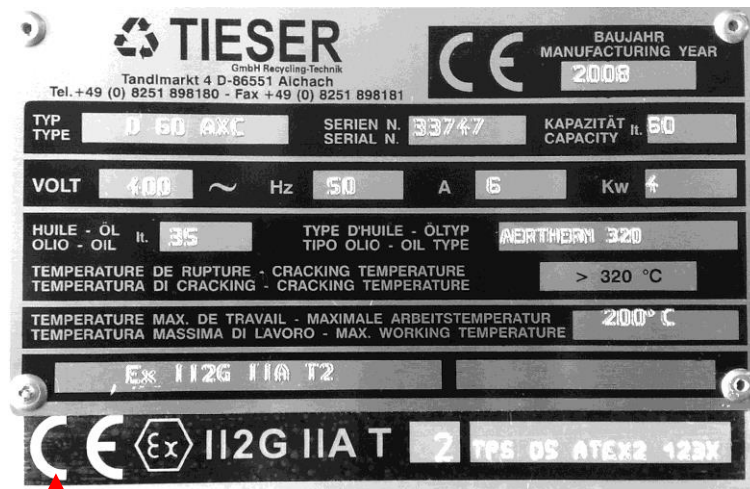 TIESER
GmbH Recycling-Technik
Tandlmarkt 4 D-86551 Aichach
Tel.+49 (0) 8251 898180 - Fax +49 (0) 8251 898181
CE
BAUJAHR
MANUFACTURING YEAR
2008
TYP
TYPE
D 60 AXC
SERIEN N.
SERIAL N.
33747
KAPAZITÄT
CAPACITY
lt. 60
VOLT 400 ~ Hz 50 A 6 Kw 4
HUILE - ÖL
OLIO - OIL
lt. 35
TYPE D'HUILE - ÖLTYP
TIPO OLIO - OIL TYPE
AERTHERM 320
TEMPERATURE DE RUPTURE - CRACKING TEMPERATURE
TEMPERATURA DI CRACKING - CRACKING TEMPERATURE
> 320 °C
TEMPERATURE MAX. DE TRAVAIL - MAXIMALE ARBEITSTEMPERATUR
TEMPERATURA MASSIMA DI LAVORO - MAX. WORKING TEMPERATURE
200° C
Ex II2G IIA T2
CE Ex II2G IIA T 2 TPS 05 ATEX2 123X